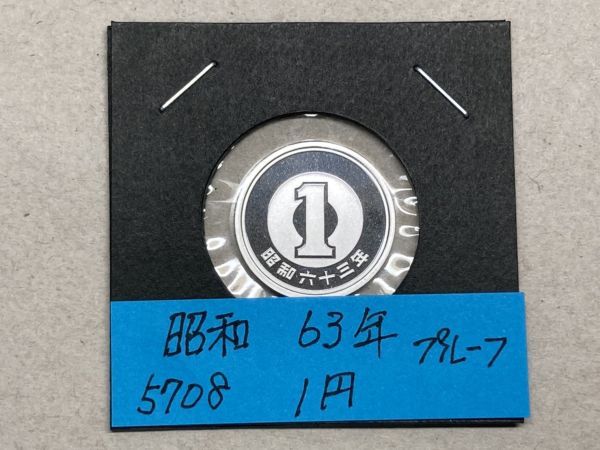 1
昭和六十三年
昭和 63年 プルーフ
5708 1円